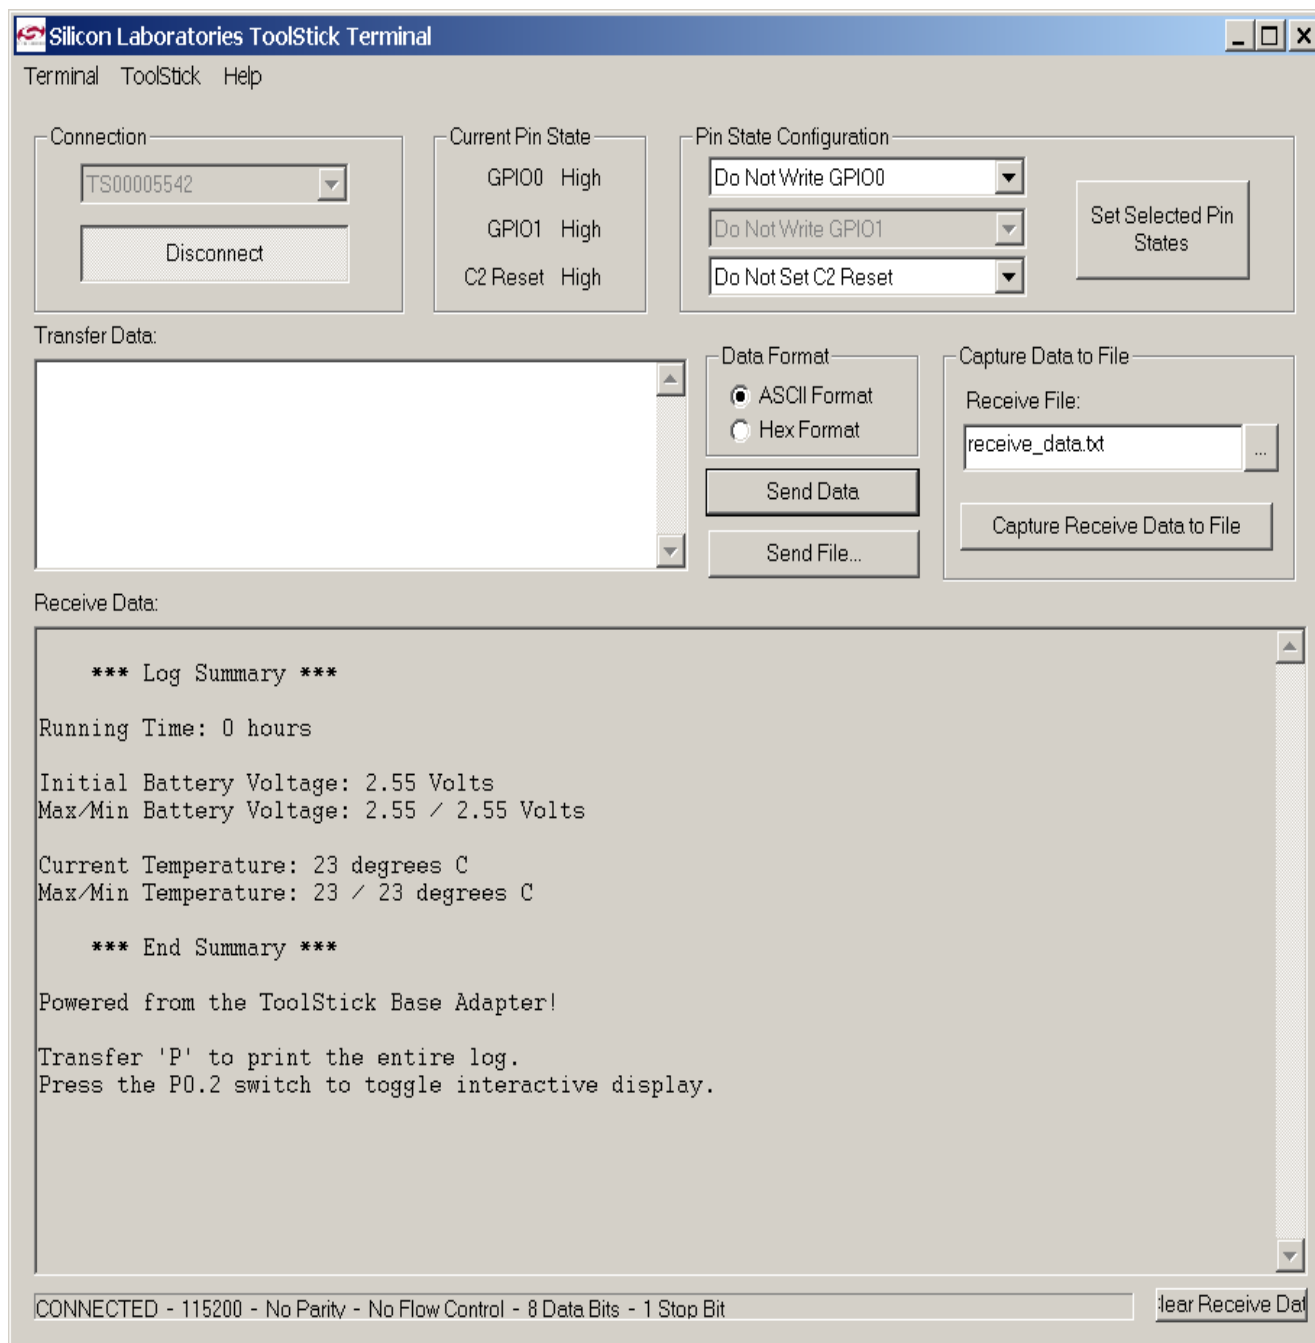 Silicon Laboratories ToolStick Terminal
Terminal ToolStick Help
Connection
TS00005542
Disconnect
Current Pin State
GPIO0 High
GPIO1 High
C2 Reset High
Pin State Configuration
Do Not Write GPIO0
Do Not Write GPIO1
Do Not Set C2 Reset
Set Selected Pin
States
Transfer Data:
Data Format
ASCII Format
Hex Format
Send Data
Send File...
Capture Data to File
Receive File:
receive_data.txt
...
Capture Receive Data to File
Receive Data:
*** Log Summary ***
Running Time: 0 hours
Initial Battery Voltage: 2.55 Volts
Max/Min Battery Voltage: 2.55 / 2.55 Volts
Current Temperature: 23 degrees C
Max/Min Temperature: 23 / 23 degrees C
*** End Summary ***
Powered from the ToolStick Base Adapter!
Transfer 'P' to print the entire log.
Press the P0.2 switch to toggle interactive display.
CONNECTED - 115200 - No Parity - No Flow Control - 8 Data Bits - 1 Stop Bit
lear Receive Dat